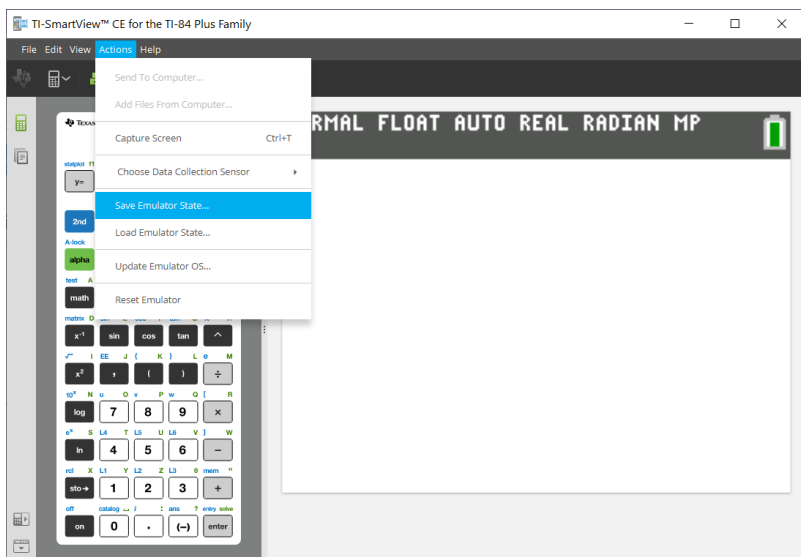 TI-SmartView™ CE for the TI-84 Plus Family
File Edit View Actions Help
Send To Computer...
Add Files From Computer...
Capture Screen Ctrl+T
Choose Data Collection Sensor
Save Emulator State...
Load Emulator State...
Update Emulator OS...
Reset Emulator
RMAL FLOAT AUTO REAL RADIAN MP
TEXAS
statplot f1
y=
2nd
A-lock
alpha
test A
math
matrix D
x⁻¹ sin cos tan ^
√ I EE J { K } L e M
x² , ( ) ÷
10ˣ N u O v P w Q [ R
log 7 8 9 ×
eˣ S L4 T L5 U L6 V ] W
ln 4 5 6 −
rcl X L1 Y L2 Z L3 θ mem "
sto→ 1 2 3 +
off catalog i : ans ? entry solve
on 0 . (−) enter